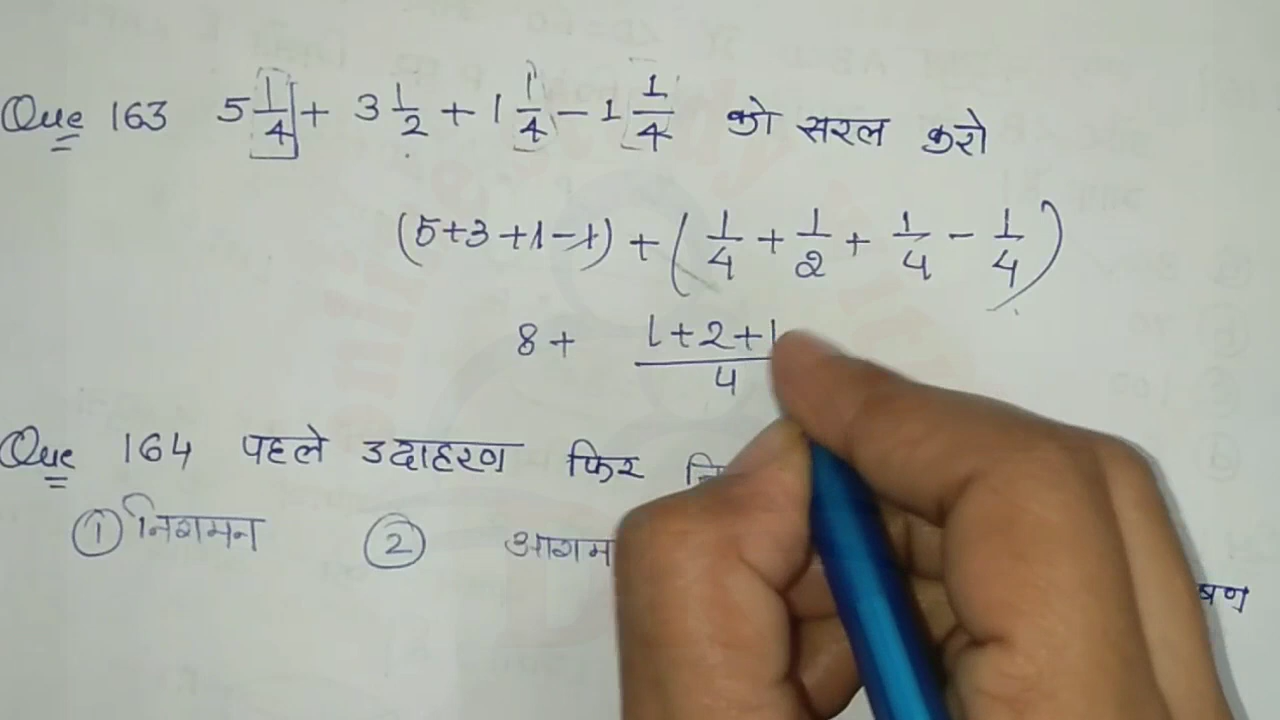 Que 163 5 1/4 + 3 1/2 + 1 1/4 - 1 1/4 को सरल करो
(5+3+1-1) + (1/4 + 1/2 + 1/4 - 1/4)
8 + (1+2+1)/4
Que 164 पहले उदाहरण फिर
① निगमन ② आगम
षण